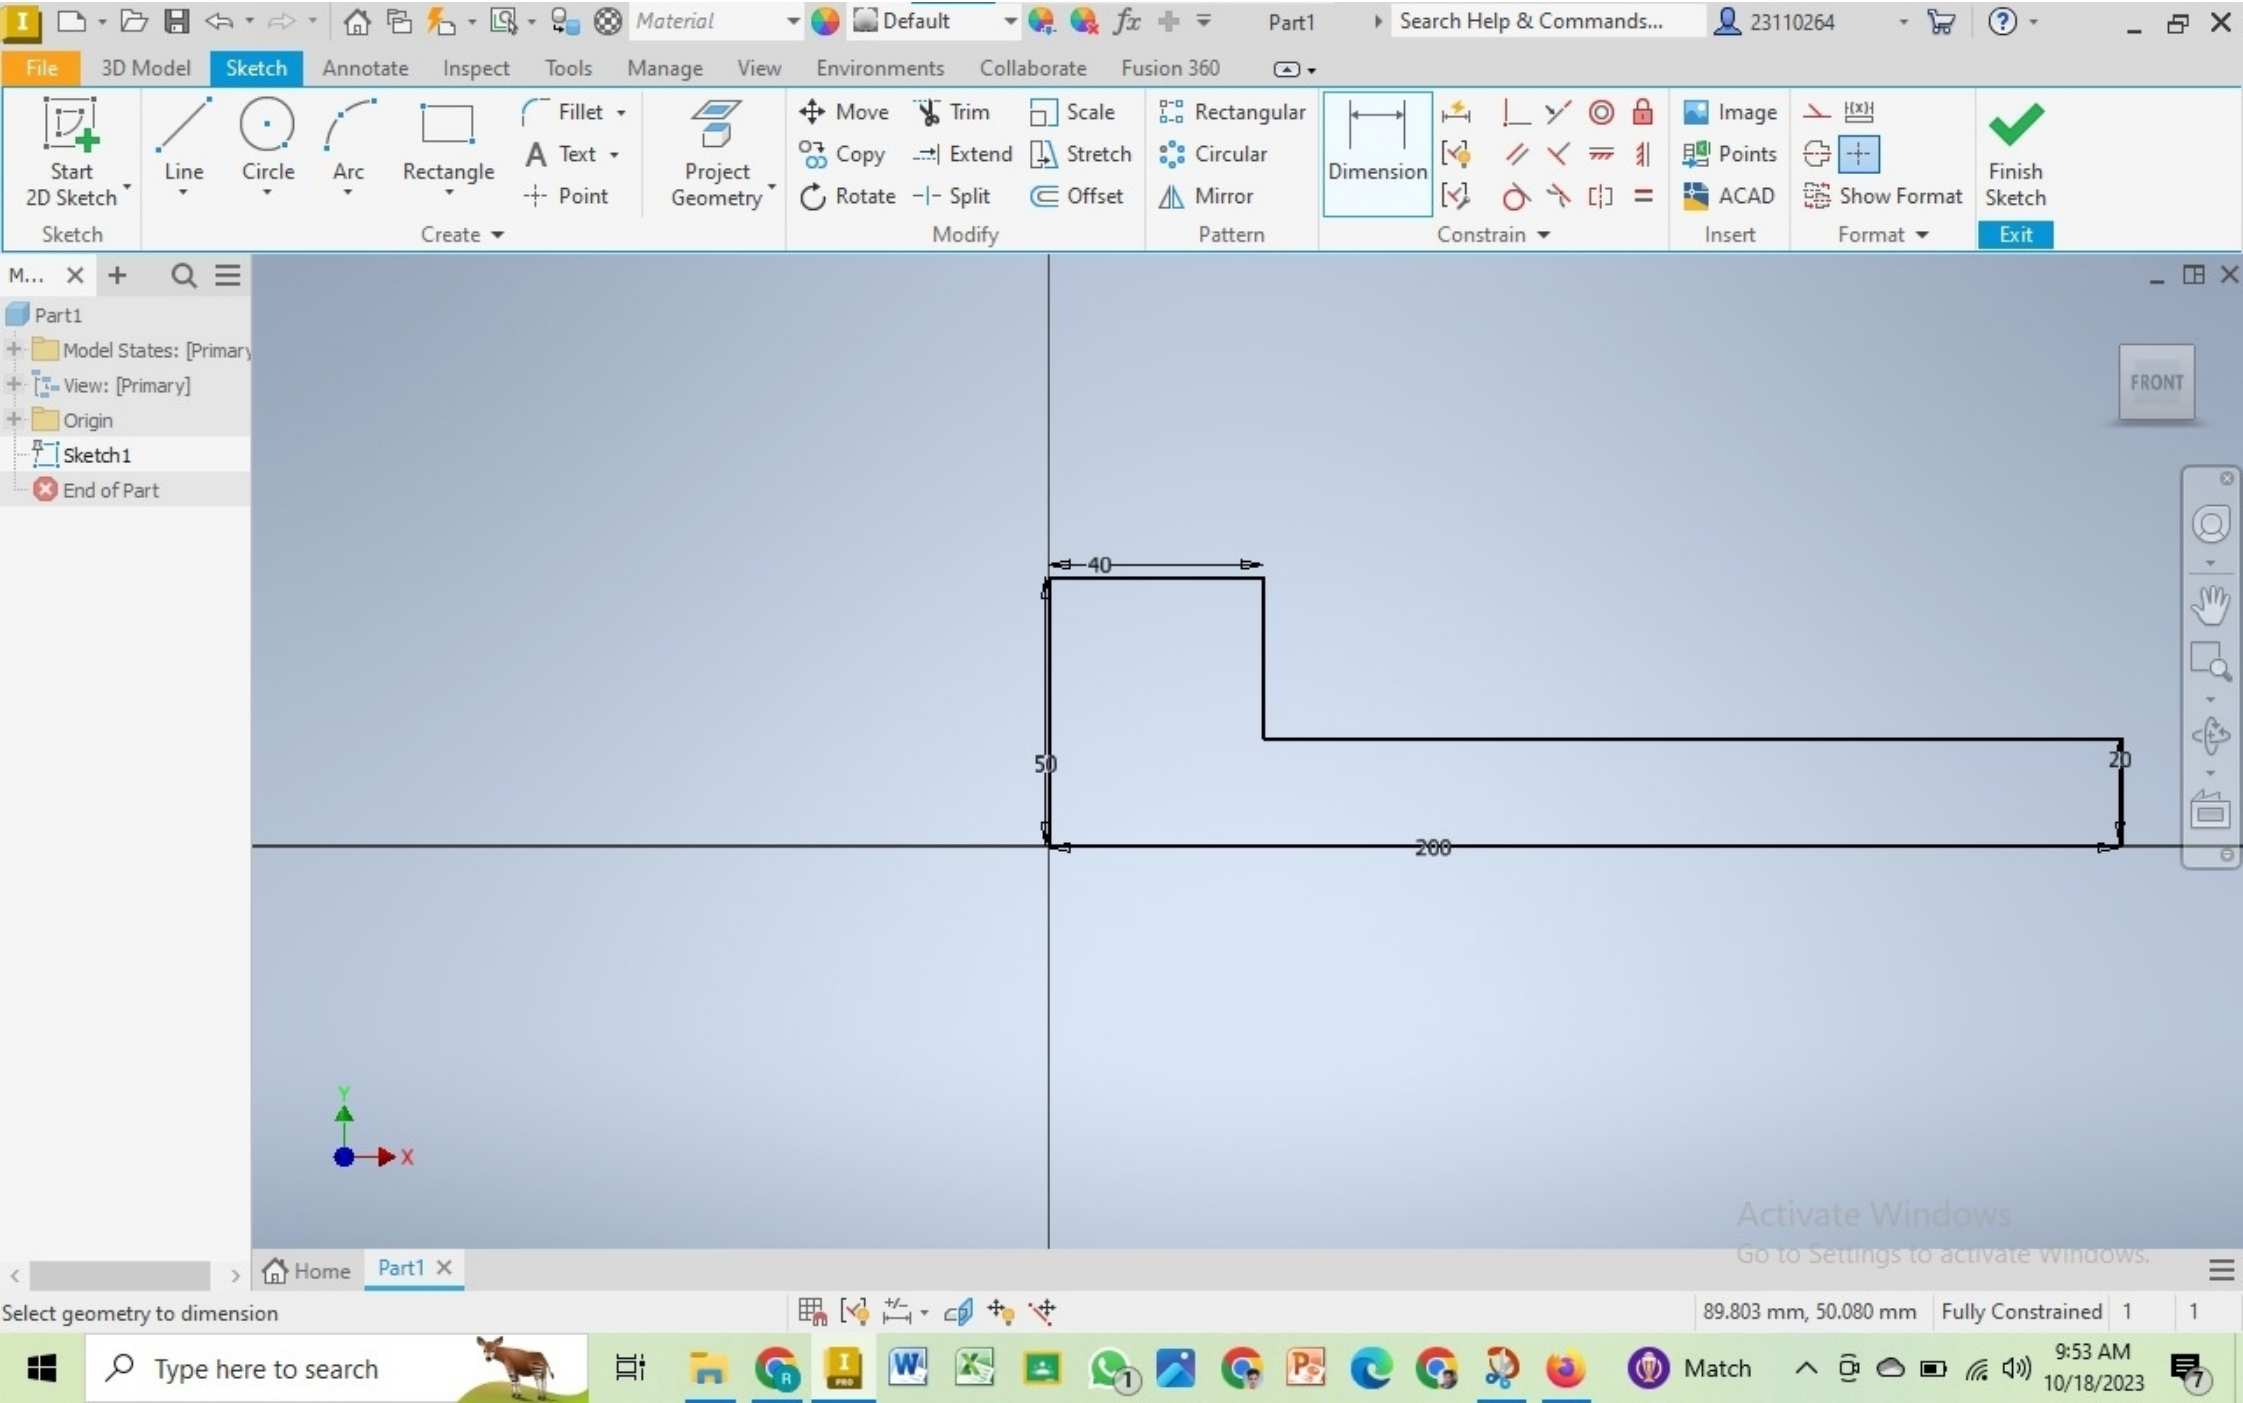 Material Default fx Part1 Search Help & Commands... 23110264
File 3D Model Sketch Annotate Inspect Tools Manage View Environments Collaborate Fusion 360
Start 2D Sketch
Line
Circle
Arc
Rectangle
Fillet
Text
Point
Project Geometry
Move
Copy
Rotate
Trim
Extend
Split
Scale
Stretch
Offset
Rectangular
Circular
Mirror
Dimension
Image
Points
ACAD
Show Format
Finish Sketch
Sketch Create Modify Pattern Constrain Insert Format Exit
M...
Part1
Model States: [Primary
View: [Primary]
Origin
Sketch1
End of Part
FRONT
40
50
20
200
Y
X
Activate Windows
Go to Settings to activate Windows.
Home Part1
Select geometry to dimension
89.803 mm, 50.080 mm Fully Constrained 1 1
Type here to search
Match
9:53 AM
10/18/2023
7